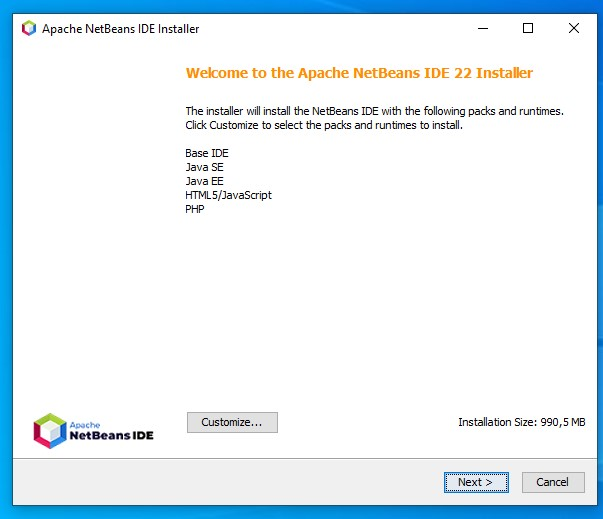 Apache NetBeans IDE Installer
Welcome to the Apache NetBeans IDE 22 Installer
The installer will install the NetBeans IDE with the following packs and runtimes.
Click Customize to select the packs and runtimes to install.
Base IDE
Java SE
Java EE
HTML5/JavaScript
PHP
Apache
NetBeans IDE
Customize...
Installation Size: 990,5 MB
Next >
Cancel